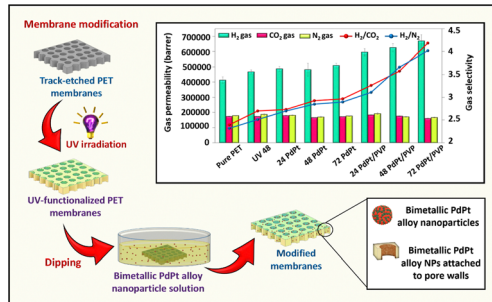 Membrane modification
Track-etched PET
membranes
UV irradiation
UV-functionalized PET
membranes
Dipping
Bimetallic PdPt alloy
nanoparticle solution
Modified
membranes
Bimetallic PdPt
alloy nanoparticles
Bimetallic PdPt
alloy NPs attached
to pore walls
H₂ gas CO₂ gas N₂ gas H₂/CO₂ H₂/N₂
Gas permeability (barrer)
700000
600000
500000
400000
300000
200000
100000
0
4.5
4
3.5
3
2.5
2
Gas selectivity
Pure PET
UV 48
24 PdPt
48 PdPt
72 PdPt
24 PdPt/PVP
48 PdPt/PVP
72 PdPt/PVP